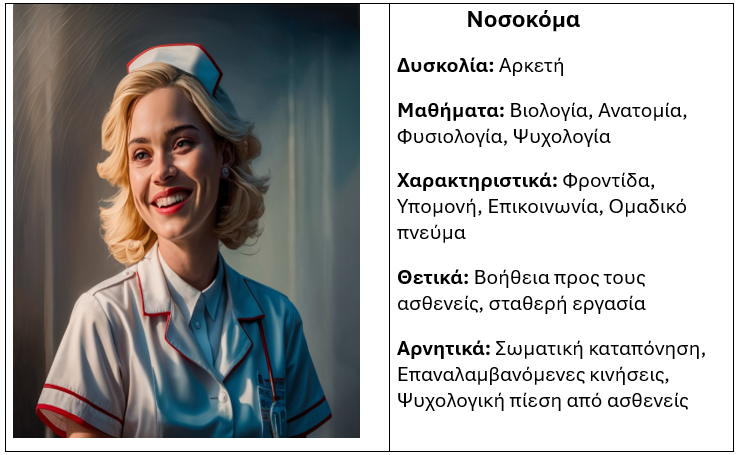 Νοσοκόμα
Δυσκολία: Αρκετή
Μαθήματα: Βιολογία, Ανατομία,
Φυσιολογία, Ψυχολογία
Χαρακτηριστικά: Φροντίδα,
Υπομονή, Επικοινωνία, Ομαδικό
πνεύμα
Θετικά: Βοήθεια προς τους
ασθενείς, σταθερή εργασία
Αρνητικά: Σωματική καταπόνηση,
Επαναλαμβανόμενες κινήσεις,
Ψυχολογική πίεση από ασθενείς